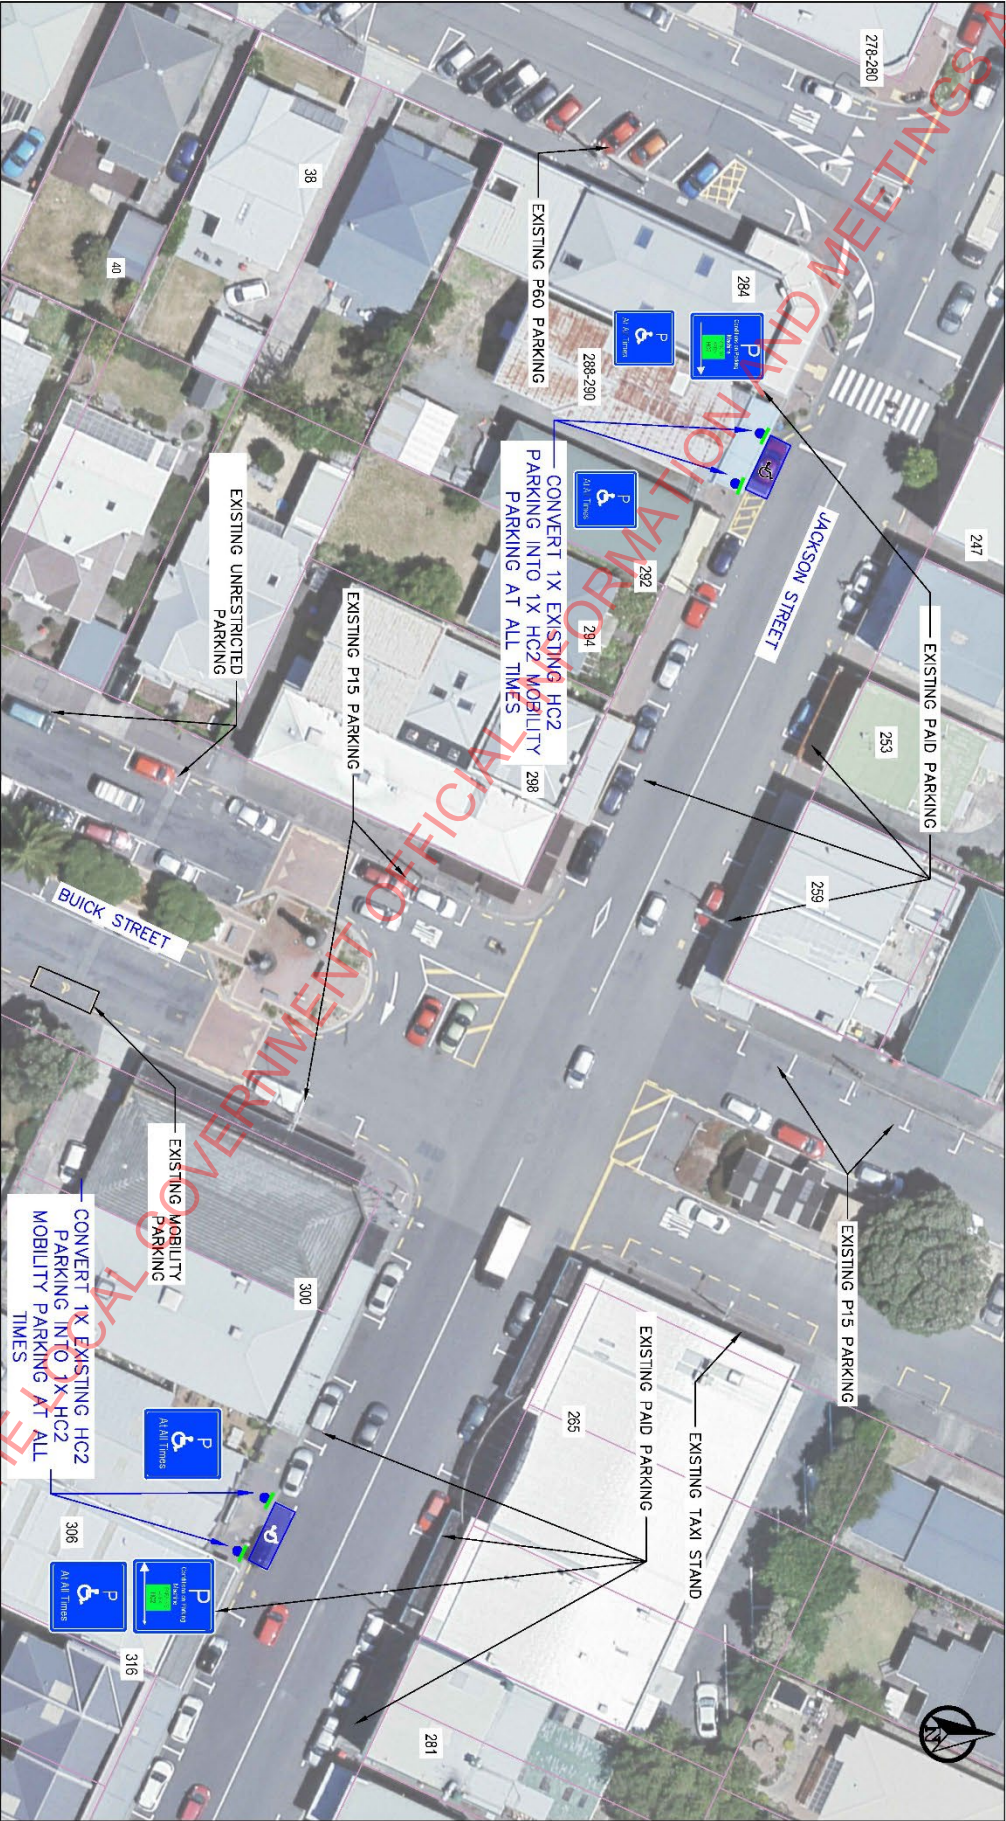 278-280
247
EXISTING PAID PARKING
253
259
JACKSON STREET
284
P
At All Times
288-290
EXISTING P60 PARKING
38
40
CONVERT 1X EXISTING HC2
PARKING INTO 1X HC2 MOBILITY
PARKING AT ALL TIMES
P
At All Times
292
294
298
EXISTING UNRESTRICTED
PARKING
EXISTING P15 PARKING
BUICK STREET
EXISTING MOBILITY
PARKING
EXISTING P15 PARKING
EXISTING TAXI STAND
EXISTING PAID PARKING
265
281
300
CONVERT 1X EXISTING HC2
PARKING INTO 1X HC2
MOBILITY PARKING AT ALL
TIMES
P
At All Times
306
P
At All Times
P
316
P
N
LOCAL GOVERNMENT OFFICIAL INFORMATION AND MEETINGS